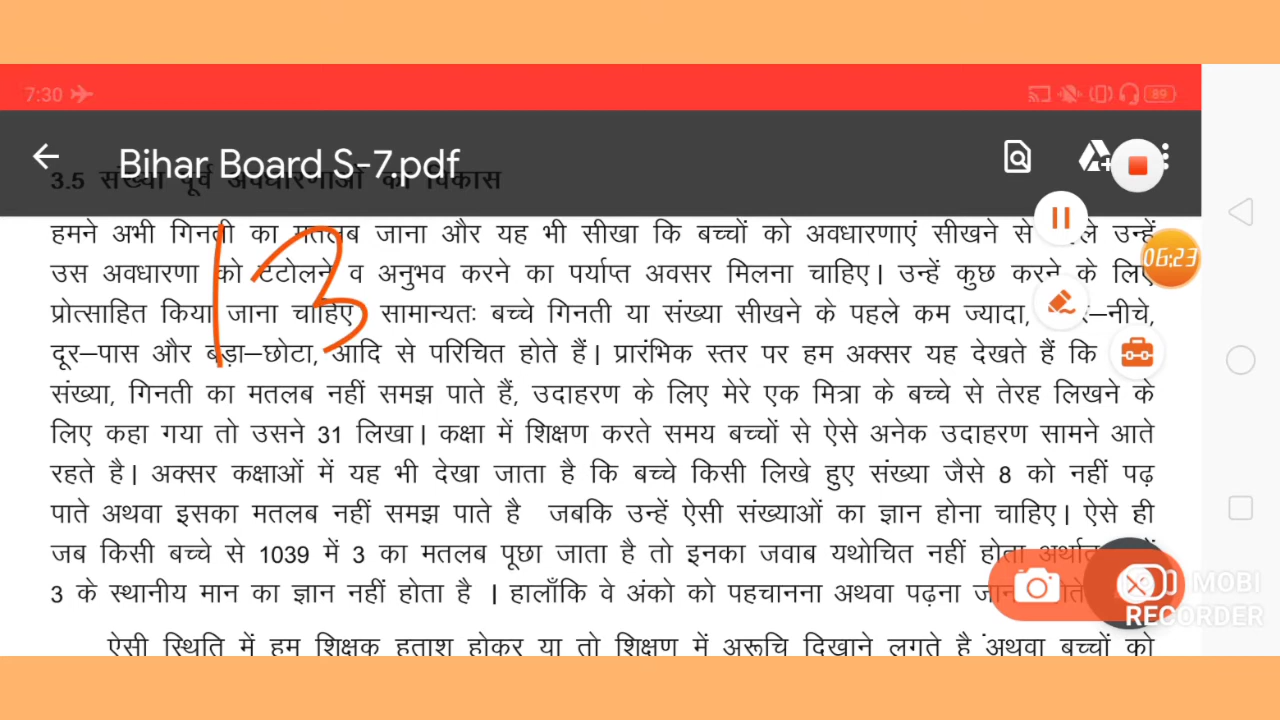 7:30
89
Bihar Board S-7.pdf
3.5 संख्या पूर्व अवधारणाओं का विकास
हमने अभी गिनती का मतलब जाना और यह भी सीखा कि बच्चों को अवधारणाएं सीखने से उन्हें
उस अवधारणा को टटोलने व अनुभव करने का पर्याप्त अवसर मिलना चाहिए। उन्हें कुछ करने के लिए
06:23
13
प्रोत्साहित किया जाना चाहिए सामान्यतः बच्चे गिनती या संख्या सीखने के पहले कम ज्यादा, –नीचे,
दूर–पास और बड़ा–छोटा, आदि से परिचित होते हैं। प्रारंभिक स्तर पर हम अक्सर यह देखते हैं कि
संख्या, गिनती का मतलब नहीं समझ पाते हैं, उदाहरण के लिए मेरे एक मित्रा के बच्चे से तेरह लिखने के
लिए कहा गया तो उसने 31 लिखा। कक्षा में शिक्षण करते समय बच्चों से ऐसे अनेक उदाहरण सामने आते
रहते है। अक्सर कक्षाओं में यह भी देखा जाता है कि बच्चे किसी लिखे हुए संख्या जैसे 8 को नहीं पढ़
पाते अथवा इसका मतलब नहीं समझ पाते है जबकि उन्हें ऐसी संख्याओं का ज्ञान होना चाहिए। ऐसे ही
जब किसी बच्चे से 1039 में 3 का मतलब पूछा जाता है तो इनका जवाब यथोचित नहीं होता अर्थात
3 के स्थानीय मान का ज्ञान नहीं होता है । हालाँकि वे अंको को पहचानना अथवा पढ़ना
MOBI
RECORDER
ऐसी स्थिति में हम शिक्षक हताश होकर या तो शिक्षण में अरूचि दिखाने लगते है अथवा बच्चों को